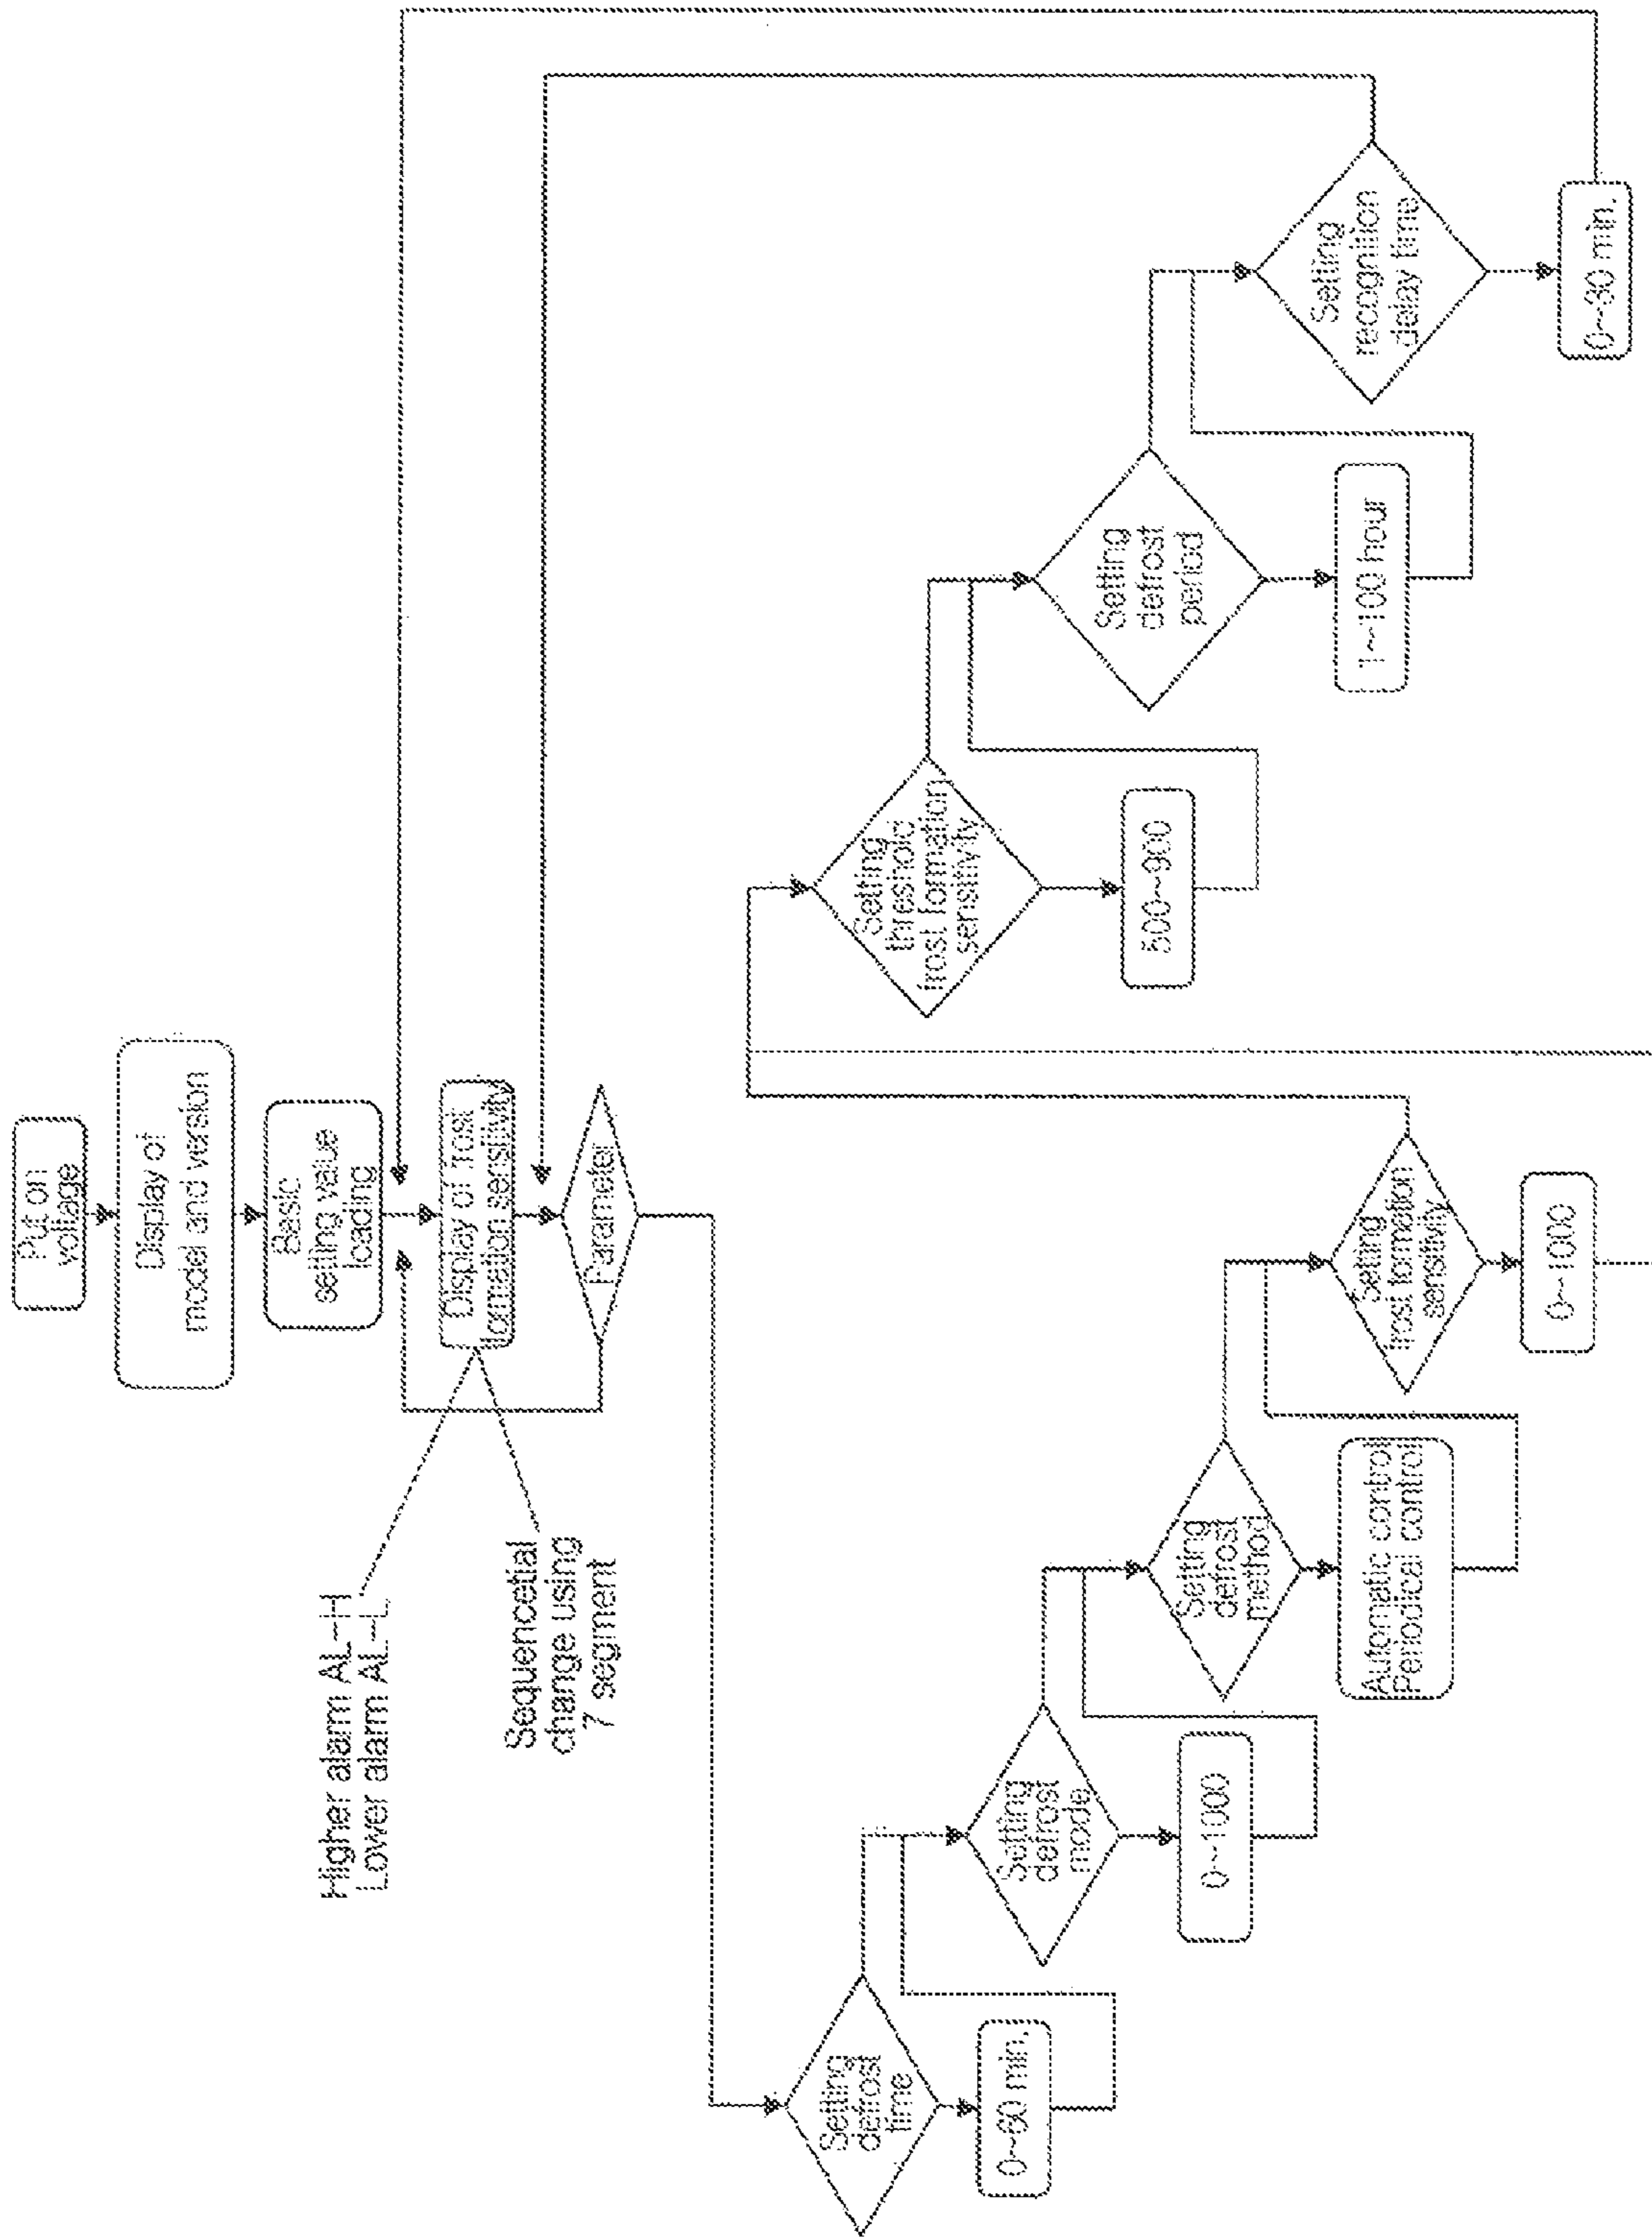 Put on
voltage
Display of
model and version
Basic
setting value
loading
Higher alarm AL-H
Lower alarm AL-L
Display of frost
formation sensitivity
Sequencetial
change using
7 segment
Parameter
Setting
defrost
time
0~60 min.
Setting
defrost
mode
0~1000
Setting
defrost
method
Automatic control
Periodical control
Setting
frost formation
sensitivity
0~1000
Setting
threshold
frost formation
sensitivity
500~900
Setting
defrost
period
1~100 hour
Setting
recognition
delay time
0~30 min.